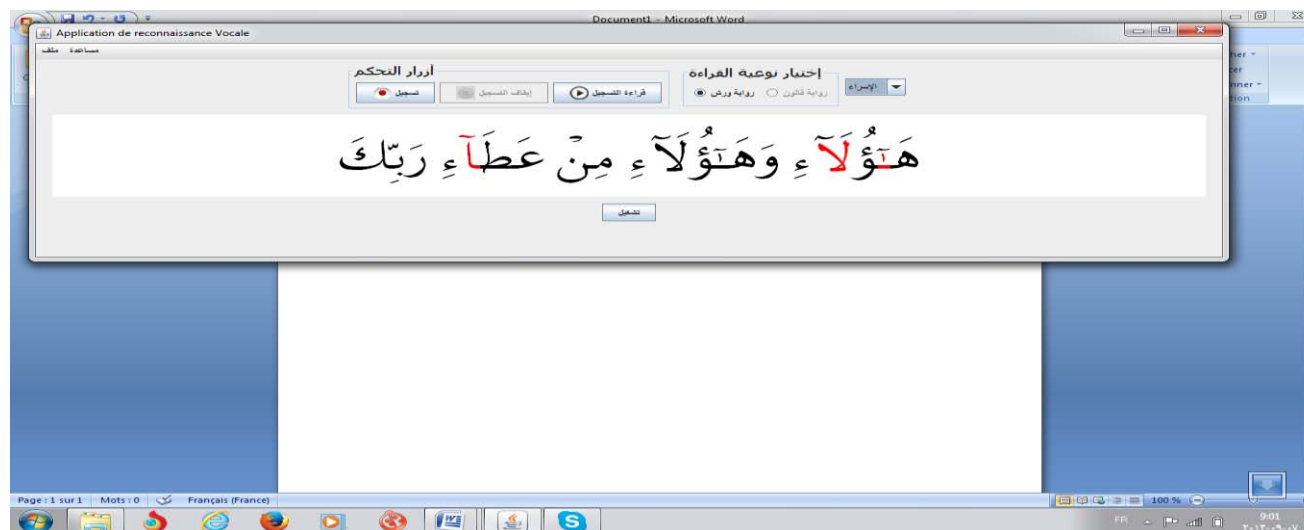 Document1 - Microsoft Word
Application de reconnaissance Vocale
ملف مساعدة
إختيار نوعية القراءة
أزرار التحكم
الإسراء
رواية ورش
رواية قالون
قراءة التسجيل
إيقاف التسجيل
تسجيل
هَـٰٓؤُلَآءِ وَهَـٰٓؤُلَآءِ مِنْ عَطَآءِ رَبِّكَ
تشغيل
Page : 1 sur 1 Mots : 0 Français (France)
100 %
FR
9:01